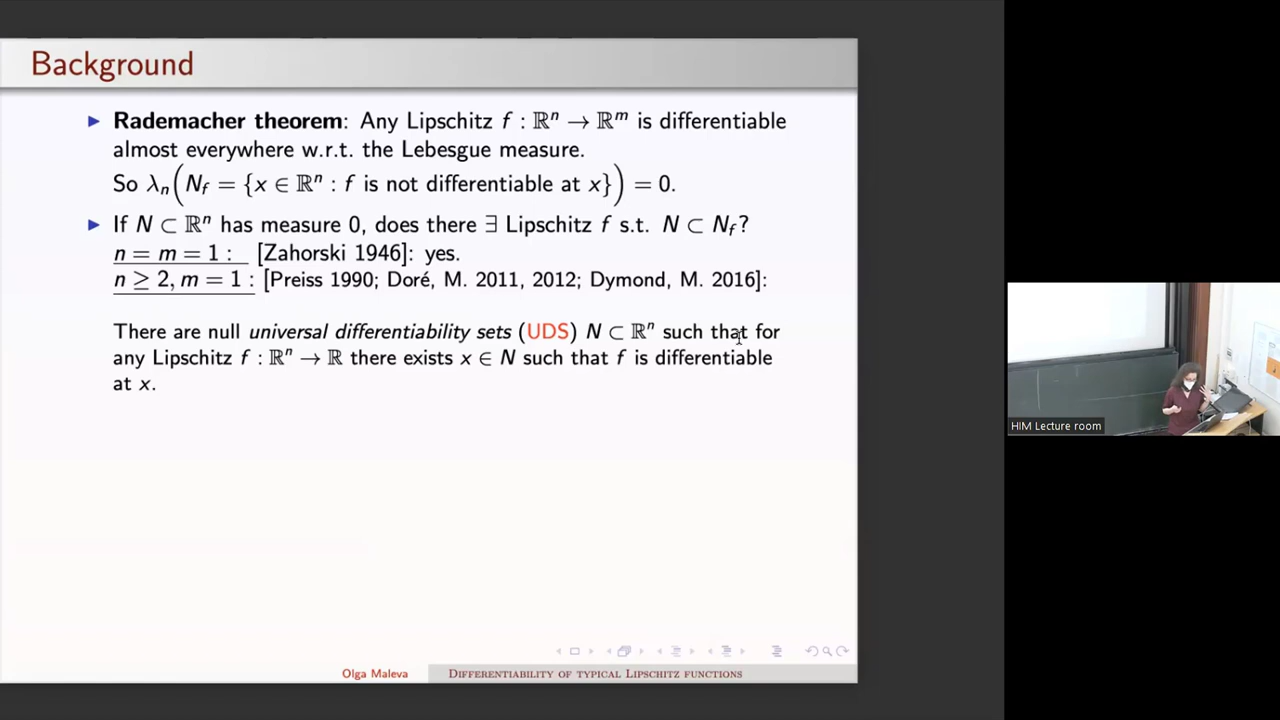 Background
▶ Rademacher theorem: Any Lipschitz f : ℝⁿ → ℝᵐ is differentiable
almost everywhere w.r.t. the Lebesgue measure.
So λₙ(N_f = {x ∈ ℝⁿ : f is not differentiable at x}) = 0.
▶ If N ⊂ ℝⁿ has measure 0, does there ∃ Lipschitz f s.t. N ⊂ N_f?
n = m = 1 : [Zahorski 1946]: yes.
n ≥ 2, m = 1 : [Preiss 1990; Doré, M. 2011, 2012; Dymond, M. 2016]:
There are null universal differentiability sets (UDS) N ⊂ ℝⁿ such that for
any Lipschitz f : ℝⁿ → ℝ there exists x ∈ N such that f is differentiable
at x.
Olga Maleva Differentiability of typical Lipschitz functions
HIM Lecture room